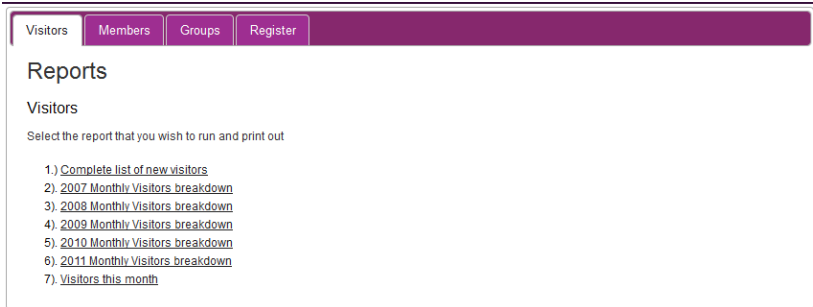 Visitors Members Groups Register
Reports
Visitors
Select the report that you wish to run and print out
1.) Complete list of new visitors
2). 2007 Monthly Visitors breakdown
3). 2008 Monthly Visitors breakdown
4). 2009 Monthly Visitors breakdown
5). 2010 Monthly Visitors breakdown
6). 2011 Monthly Visitors breakdown
7). Visitors this month